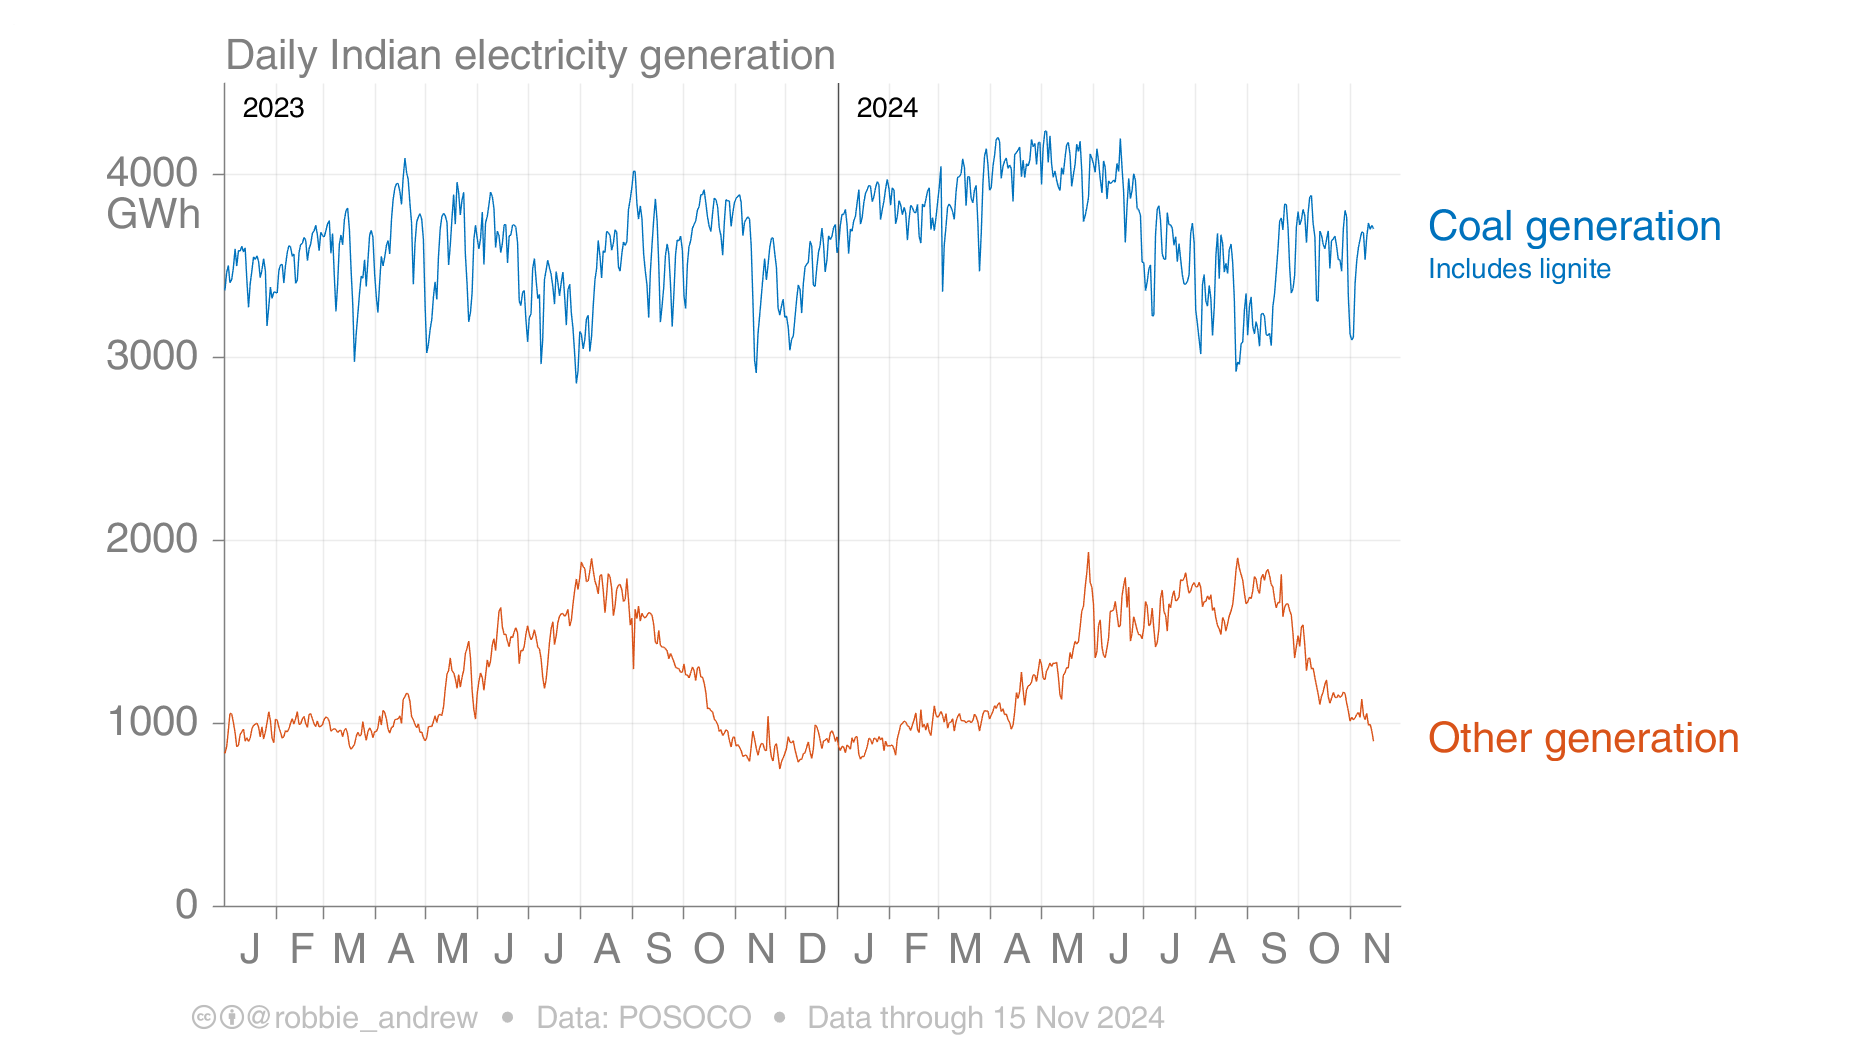 Daily Indian electricity generation
2023
2024
4000
GWh
3000
2000
1000
0
Coal generation
Includes lignite
Other generation
J F M A M J J A S O N D J F M A M J J A S O N
cc @robbie_andrew • Data: POSOCO • Data through 15 Nov 2024